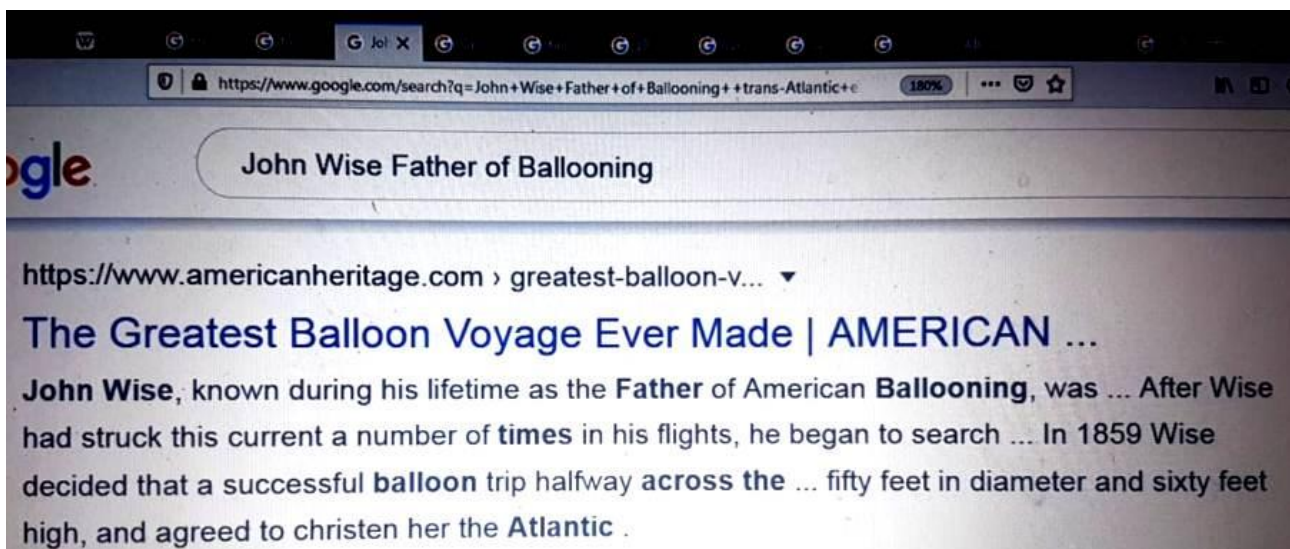 Jol
https://www.google.com/search?q=John+Wise+Father+of+Ballooning++trans-Atlantic+e 180%
ogle John Wise Father of Ballooning
https://www.americanheritage.com › greatest-balloon-v...
The Greatest Balloon Voyage Ever Made | AMERICAN ...
John Wise, known during his lifetime as the Father of American Ballooning, was ... After Wise
had struck this current a number of times in his flights, he began to search ... In 1859 Wise
decided that a successful balloon trip halfway across the ... fifty feet in diameter and sixty feet
high, and agreed to christen her the Atlantic .